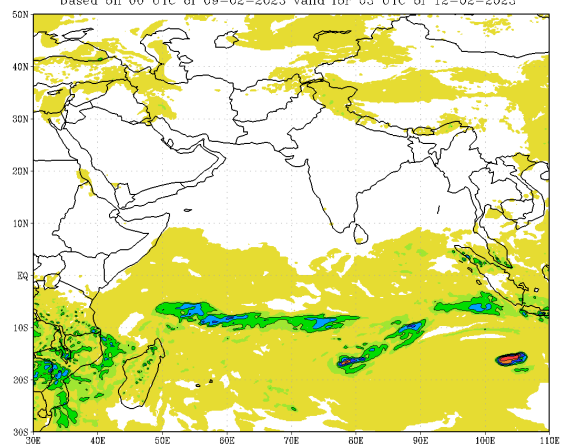 Based on 00 UTC of 09-02-2023 valid for 03 UTC of 12-02-2023
50N
40N
30N
20N
10N
EQ
10S
20S
30S
30E 40E 50E 60E 70E 80E 90E 100E 110E